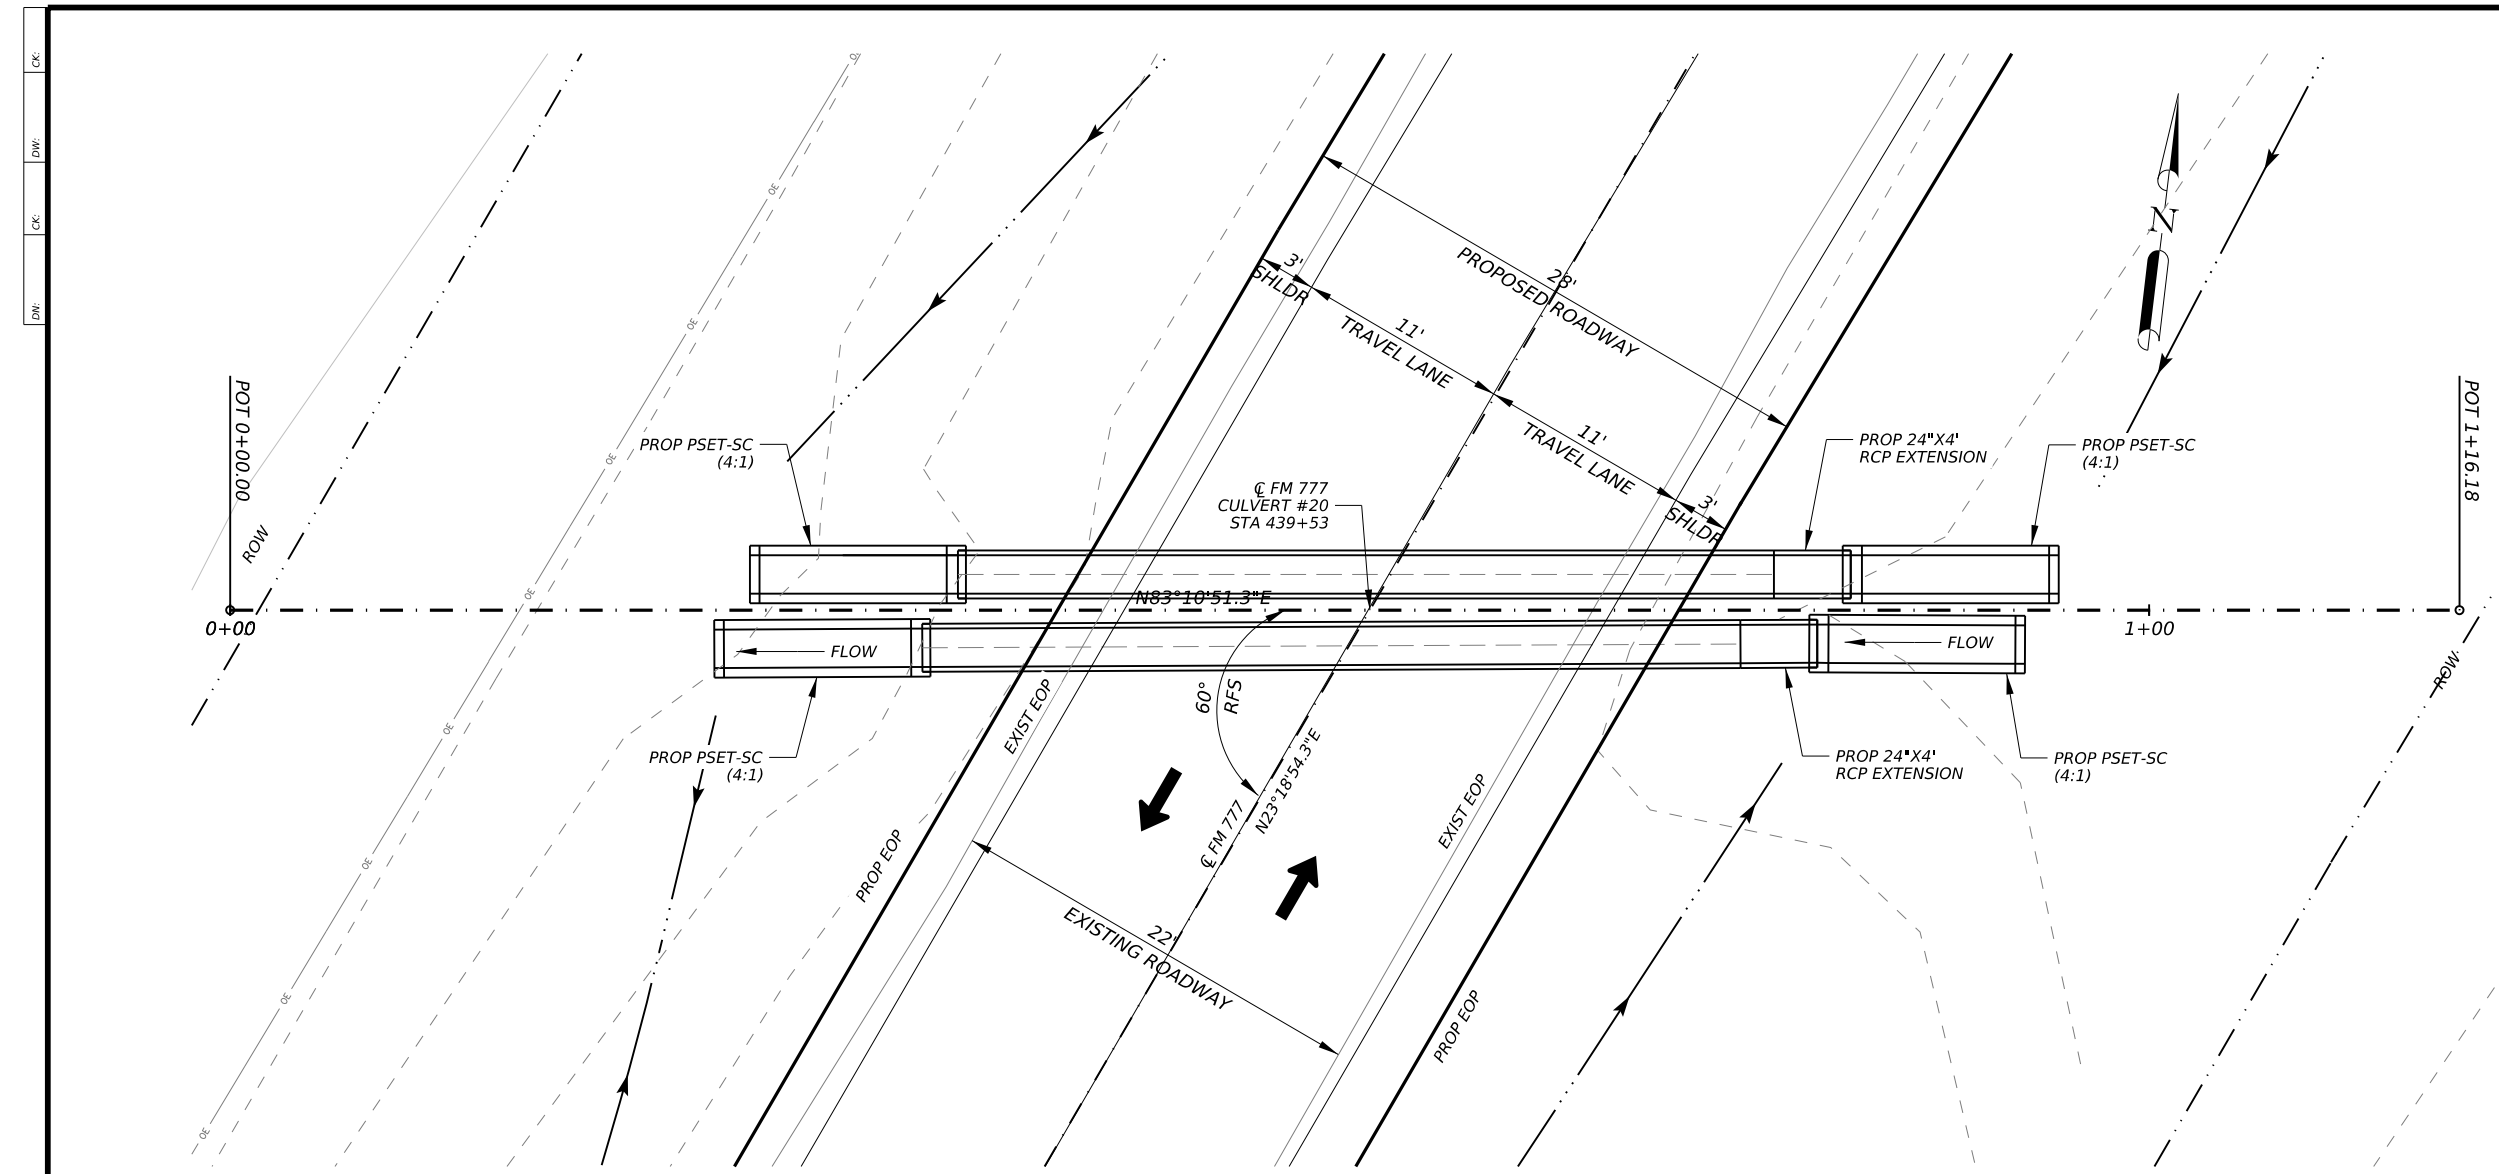 CK:
DW:
CK:
DN:
OE
OE
OE
OE
OE
OE
OE
OE
OE
N
28'
PROPOSED ROADWAY
3'
SHLDR
11'
TRAVEL LANE
11'
TRAVEL LANE
3'
SHLDR
POT 0+00.00
POT 1+16.18
ROW
PROP PSET-SC
(4:1)
℄ FM 777
CULVERT #20
STA 439+53
PROP 24"X4'
RCP EXTENSION
PROP PSET-SC
(4:1)
N83°10'51.3"E
0+00
1+00
FLOW
FLOW
60°
RFS
EXIST EOP
ROW
PROP PSET-SC
(4:1)
PROP 24"X4'
RCP EXTENSION
PROP PSET-SC
(4:1)
℄ FM 777
N23°18'54.3"E
EXIST EOP
PROP EOP
22'
EXISTING ROADWAY
PROP EOP